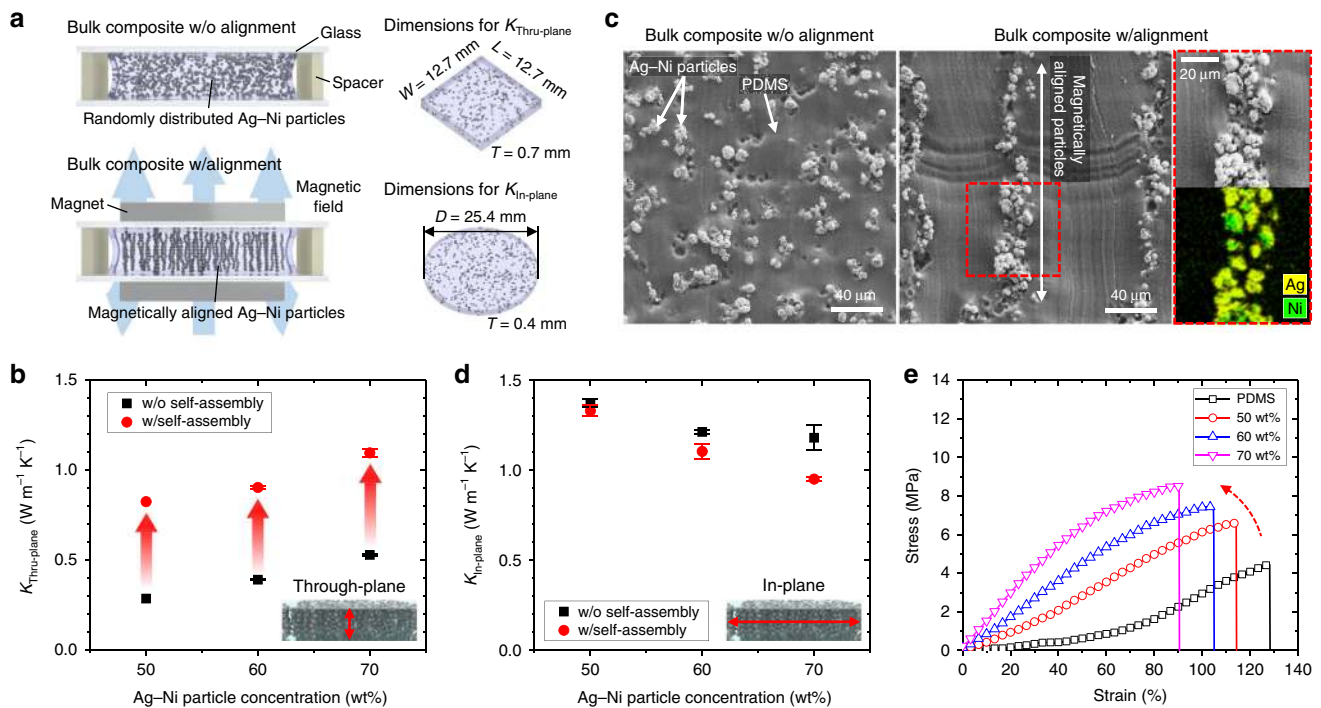 a
Bulk composite w/o alignment
Glass
Spacer
Randomly distributed Ag–Ni particles
Bulk composite w/alignment
Magnetic
field
Magnet
Magnetically aligned Ag–Ni particles
Dimensions for K Thru-plane
W = 12.7 mm
L = 12.7 mm
T = 0.7 mm
Dimensions for K In-plane
D = 25.4 mm
T = 0.4 mm
c
Bulk composite w/o alignment
Bulk composite w/alignment
Ag–Ni particles
PDMS
40 μm
Magnetically
aligned particles
40 μm
20 μm
Ag
Ni
b
1.5
1.0
0.5
0.0
K Thru-plane (W m⁻¹ K⁻¹)
w/o self-assembly
w/self-assembly
Through-plane
50
60
70
Ag–Ni particle concentration (wt%)
d
1.5
1.0
0.5
0.0
K In-plane (W m⁻¹ K⁻¹)
w/o self-assembly
w/self-assembly
In-plane
50
60
70
Ag–Ni particle concentration (wt%)
e
14
12
10
8
6
4
2
0
Stress (MPa)
PDMS
50 wt%
60 wt%
70 wt%
0
20
40
60
80
100
120
140
Strain (%)